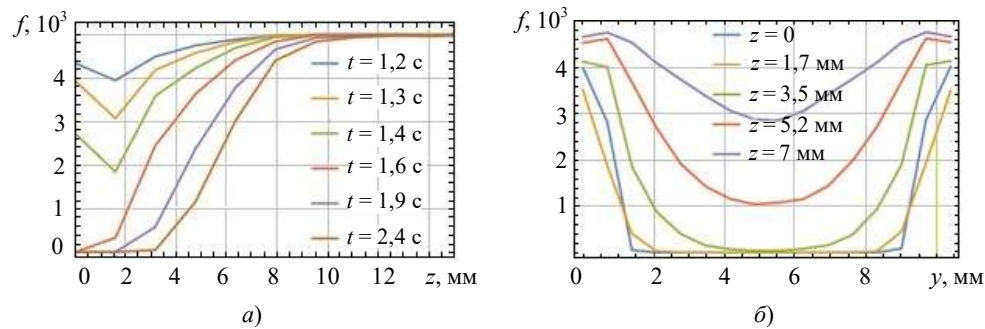 f, 10³
4
3
2
1
0
t = 1,2 с
t = 1,3 с
t = 1,4 с
t = 1,6 с
t = 1,9 с
t = 2,4 с
0 2 4 6 8 10 12 z, мм
а)
f, 10³
4
3
2
1
z = 0
z = 1,7 мм
z = 3,5 мм
z = 5,2 мм
z = 7 мм
0 2 4 6 8 y, мм
б)